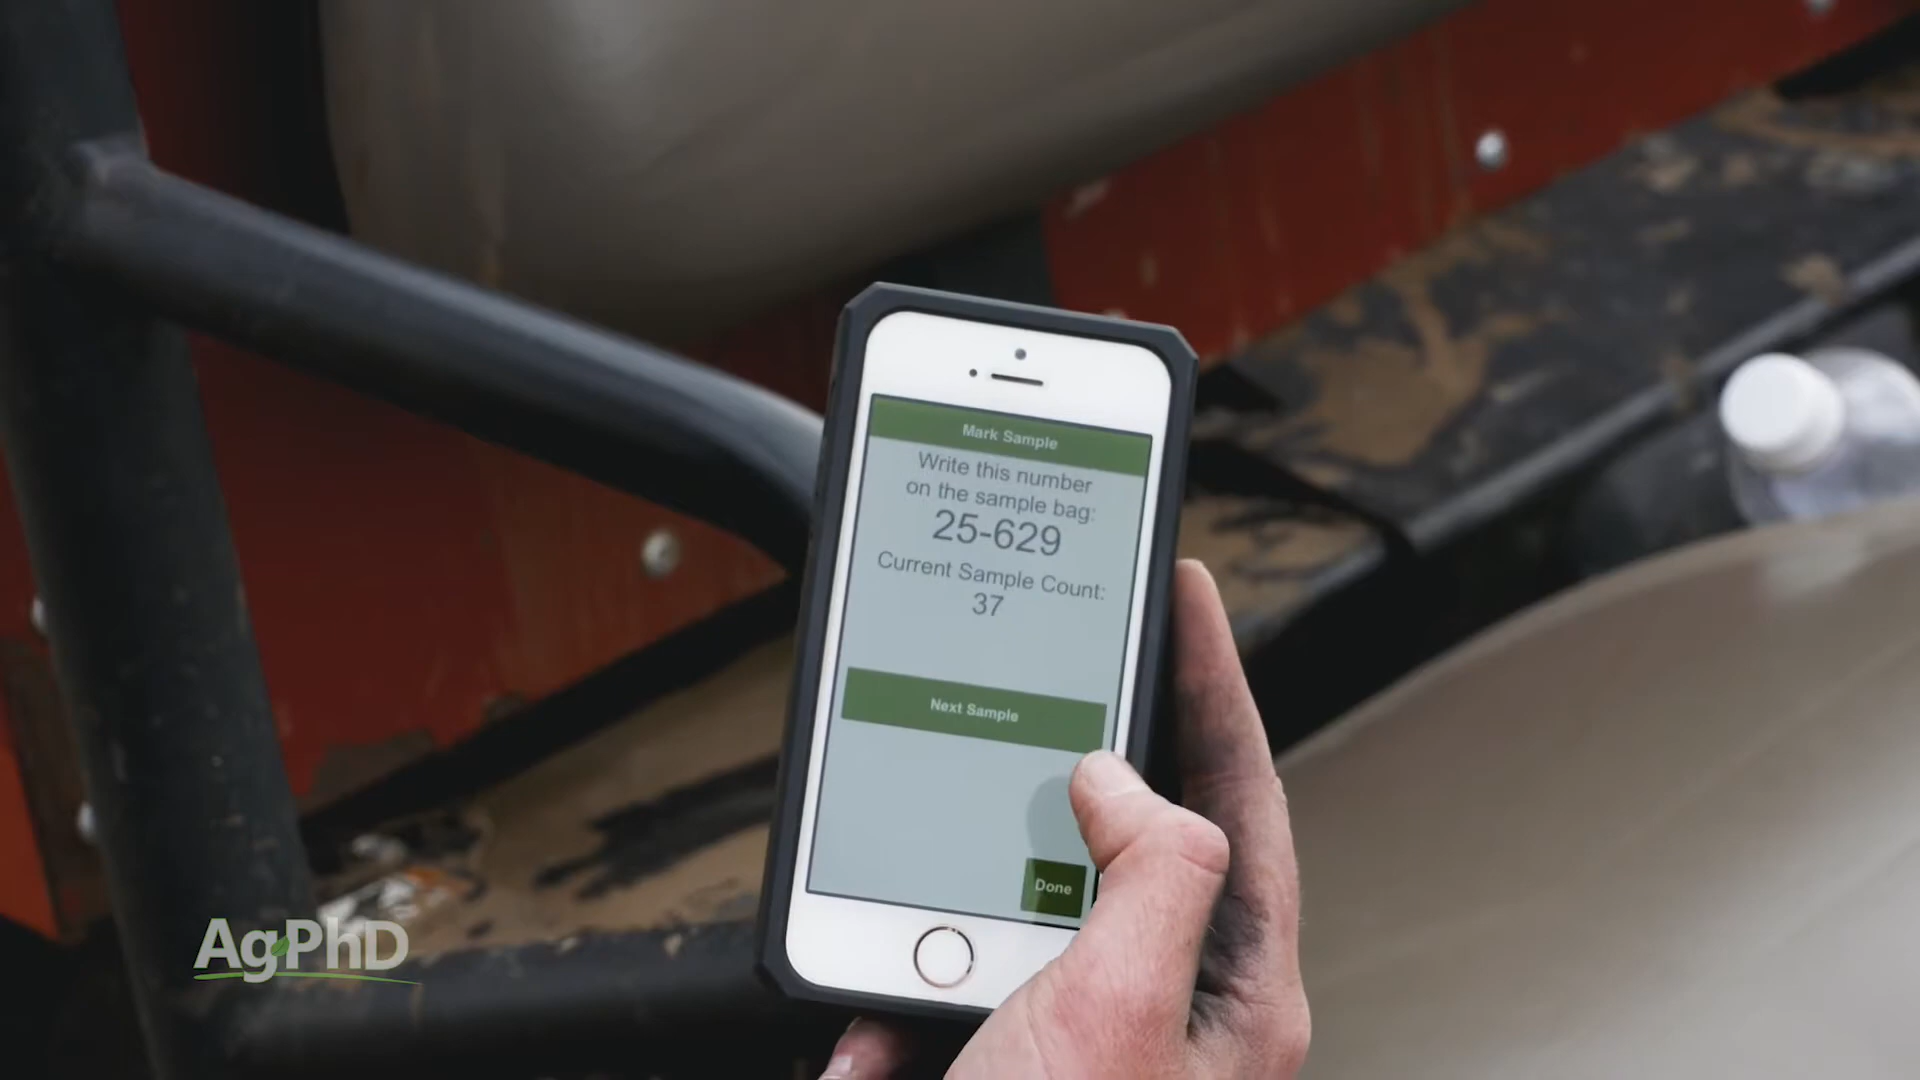 Mark Sample
Write this number
on the sample bag:
25-629
Current Sample Count:
37
Next Sample
Done
AgPhD